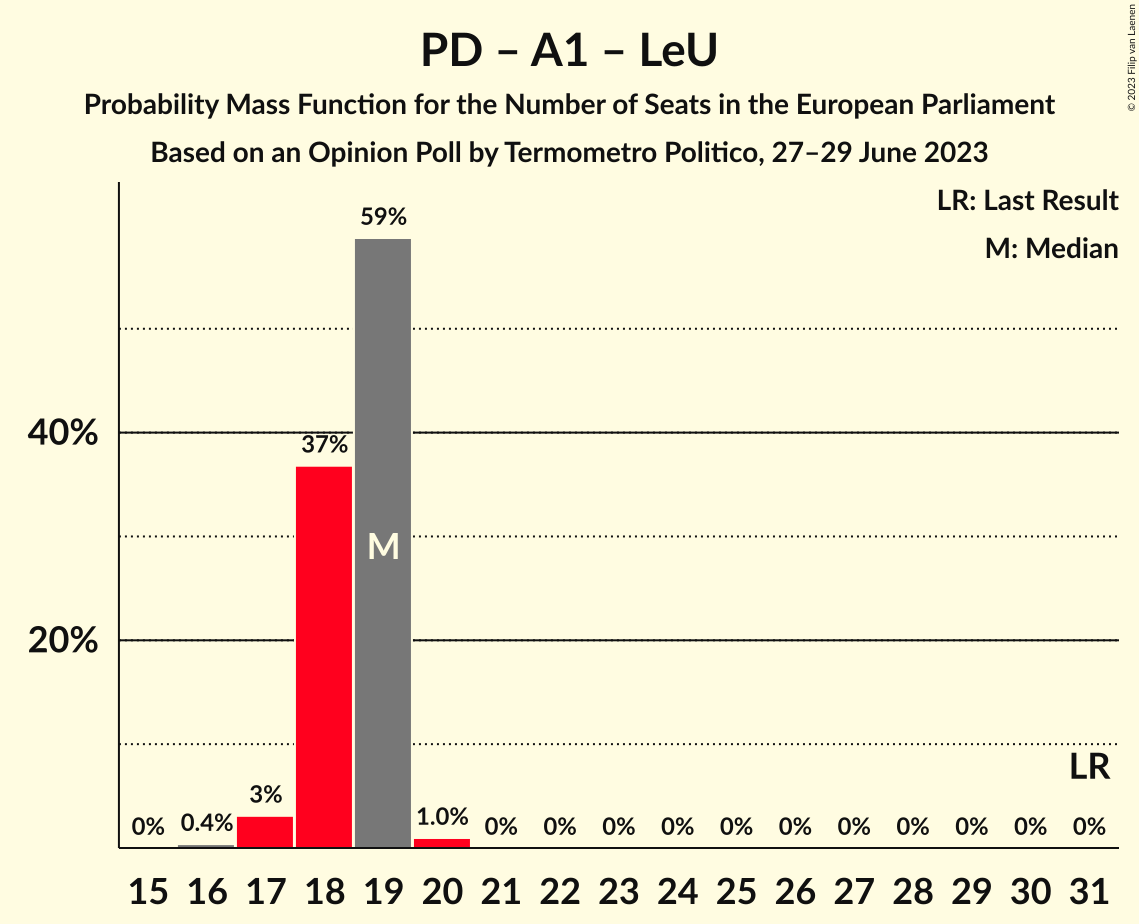 PD – A1 – LeU
Probability Mass Function for the Number of Seats in the European Parliament
Based on an Opinion Poll by Termometro Politico, 27–29 June 2023
© 2023 Filip van Laenen
LR: Last Result
M: Median
59%
40%
37%
M
20%
LR
0% 0.4% 3% 1.0% 0% 0% 0% 0% 0% 0% 0% 0% 0% 0% 0%
15 16 17 18 19 20 21 22 23 24 25 26 27 28 29 30 31